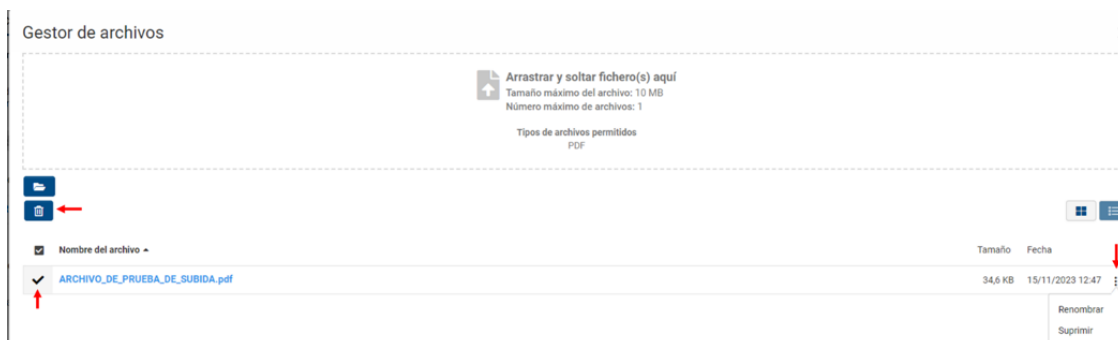 Gestor de archivos
Arrastrar y soltar fichero(s) aquí
Tamaño máximo del archivo: 10 MB
Número máximo de archivos: 1
Tipos de archivos permitidos
PDF
Nombre del archivo Tamaño Fecha
ARCHIVO_DE_PRUEBA_DE_SUBIDA.pdf 34,6 KB 15/11/2023 12:47
Renombrar
Suprimir